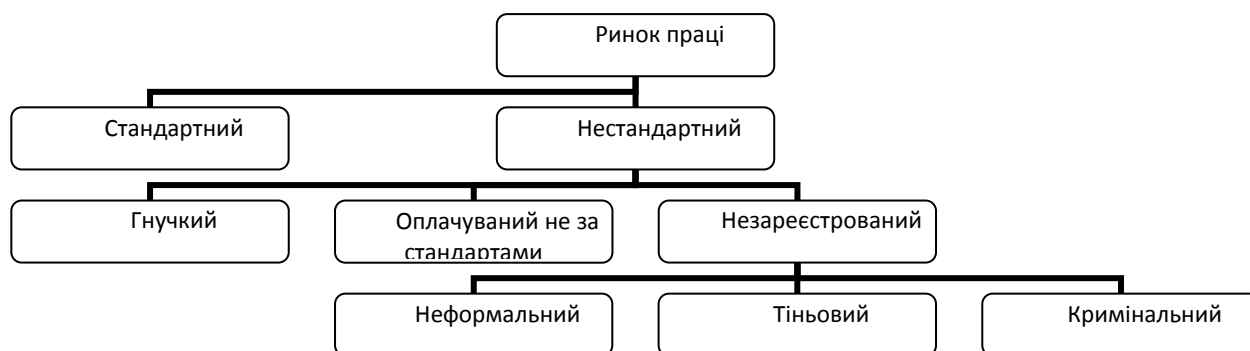 Ринок праці
Стандартний
Нестандартний
Гнучкий
Оплачуваний не за
стандартами
Незареєстрований
Неформальний
Тіньовий
Кримінальний